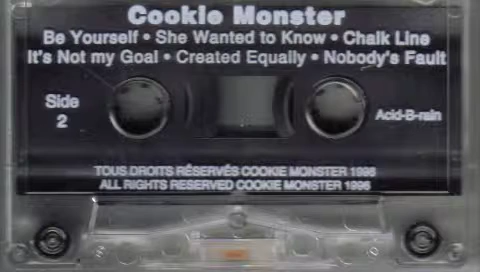 Cookie Monster
Be Yourself • She Wanted to Know • Chalk Line
It's Not my Goal • Created Equally • Nobody's Fault
Side
2
Acid-B-rain
TOUS DROITS RÉSERVÉS COOKIE MONSTER 1996
ALL RIGHTS RESERVED COOKIE MONSTER 1996